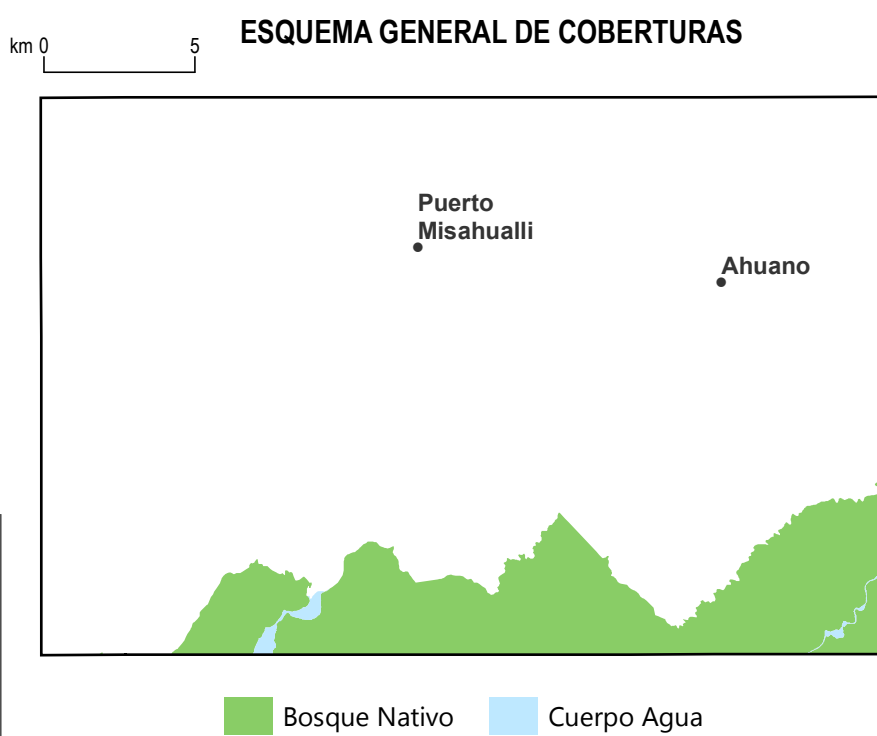 ESQUEMA GENERAL DE COBERTURAS
km 0 5
Puerto
Misahualli
Ahuano
Bosque Nativo
Cuerpo Agua